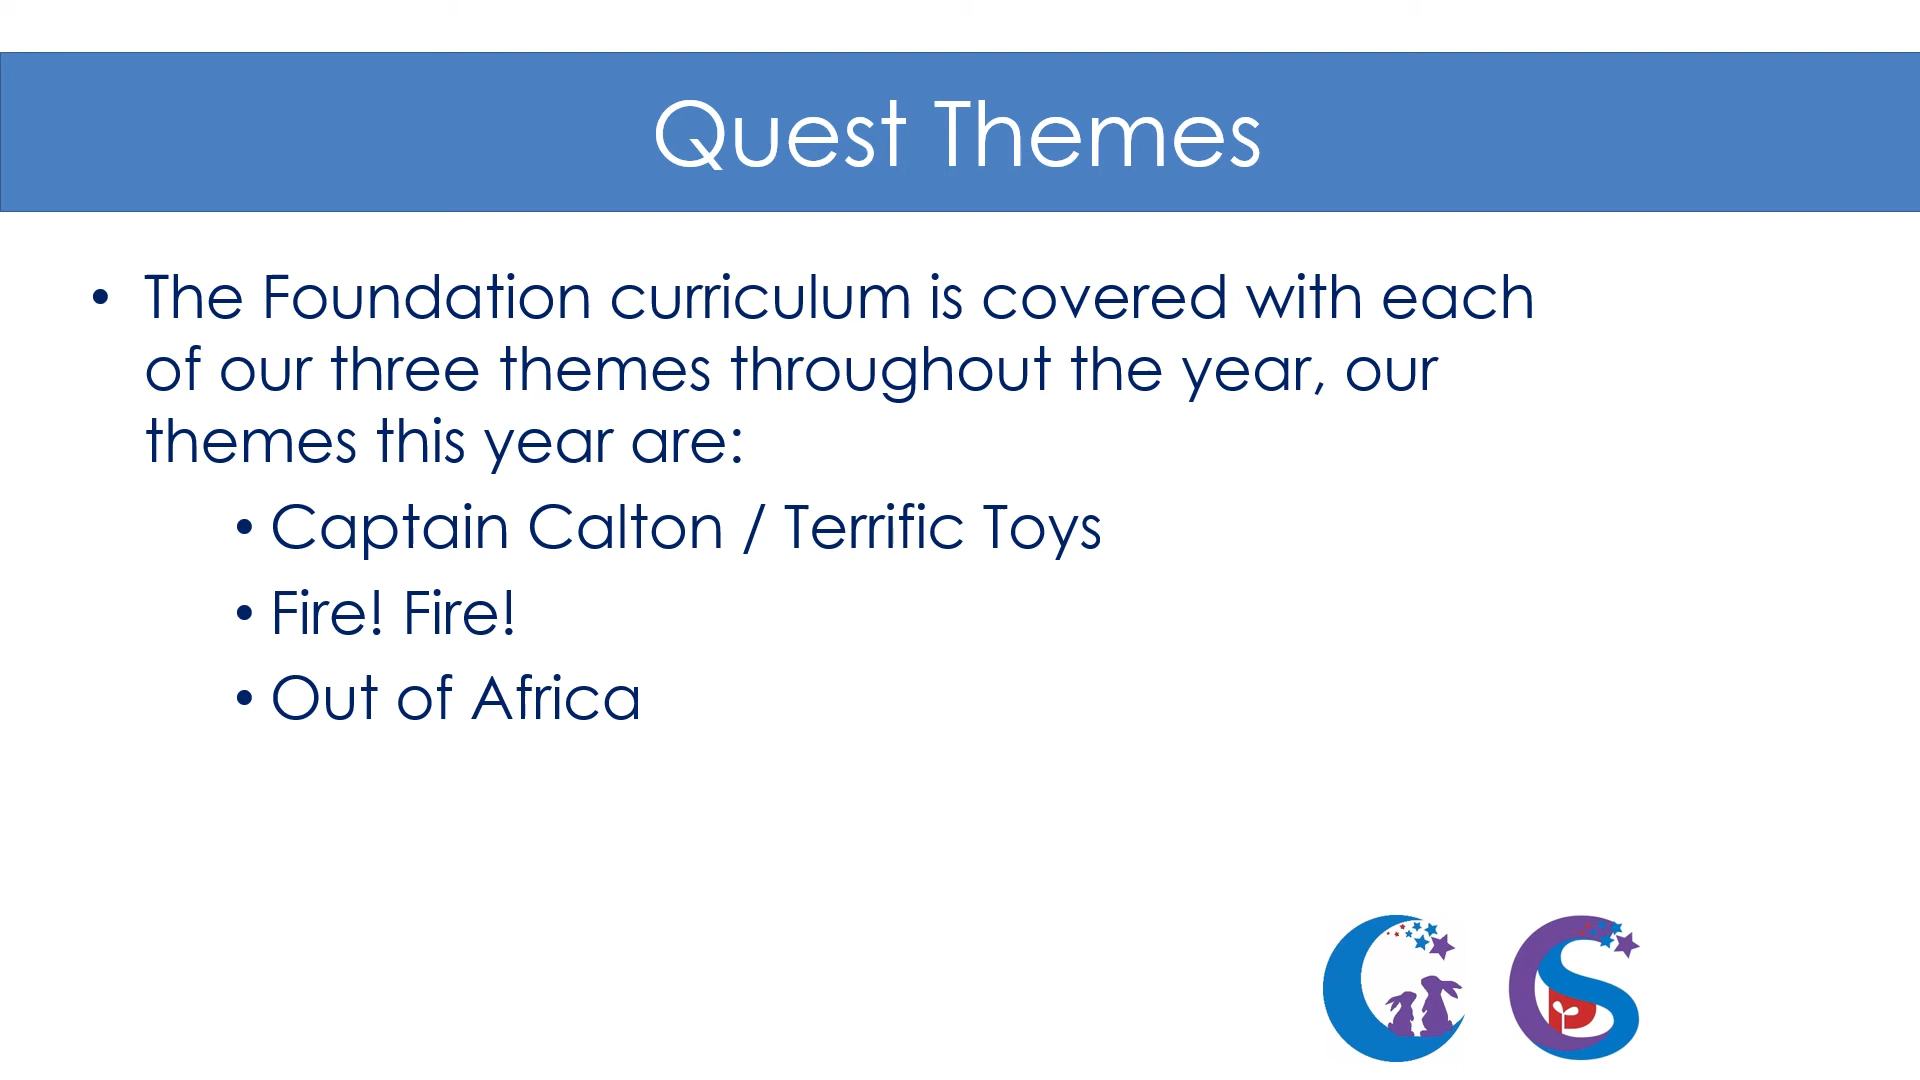 Quest Themes
• The Foundation curriculum is covered with each
of our three themes throughout the year, our
themes this year are:
• Captain Calton / Terrific Toys
• Fire! Fire!
• Out of Africa